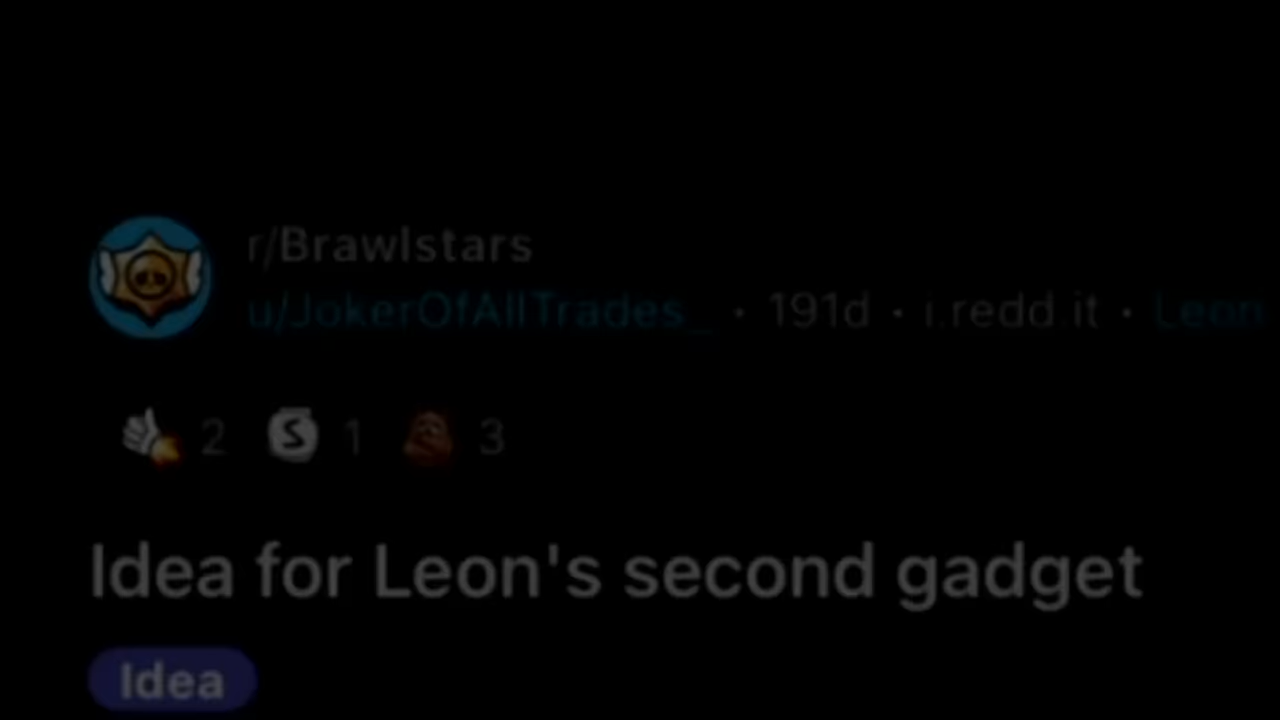 r/Brawlstars
u/JokerOfAllTrades_ · 191d · i.redd.it · Leon
2 S 1 3
Idea for Leon's second gadget
Idea